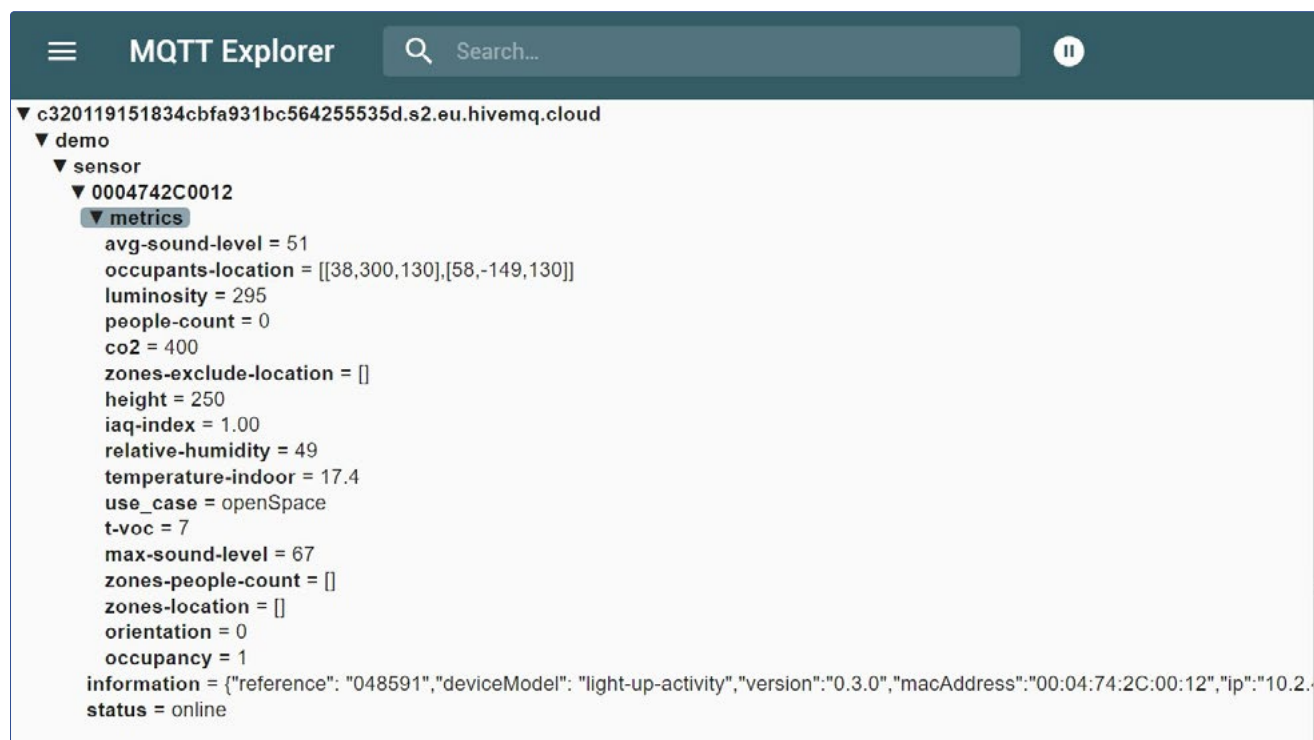 MQTT Explorer Search...
c320119151834cbfa931bc564255535d.s2.eu.hivemq.cloud
demo
sensor
0004742C0012
metrics
avg-sound-level = 51
occupants-location = [[38,300,130],[58,-149,130]]
luminosity = 295
people-count = 0
co2 = 400
zones-exclude-location = []
height = 250
iaq-index = 1.00
relative-humidity = 49
temperature-indoor = 17.4
use_case = openSpace
t-voc = 7
max-sound-level = 67
zones-people-count = []
zones-location = []
orientation = 0
occupancy = 1
information = {"reference": "048591","deviceModel": "light-up-activity","version":"0.3.0","macAddress":"00:04:74:2C:00:12","ip":"10.2.
status = online